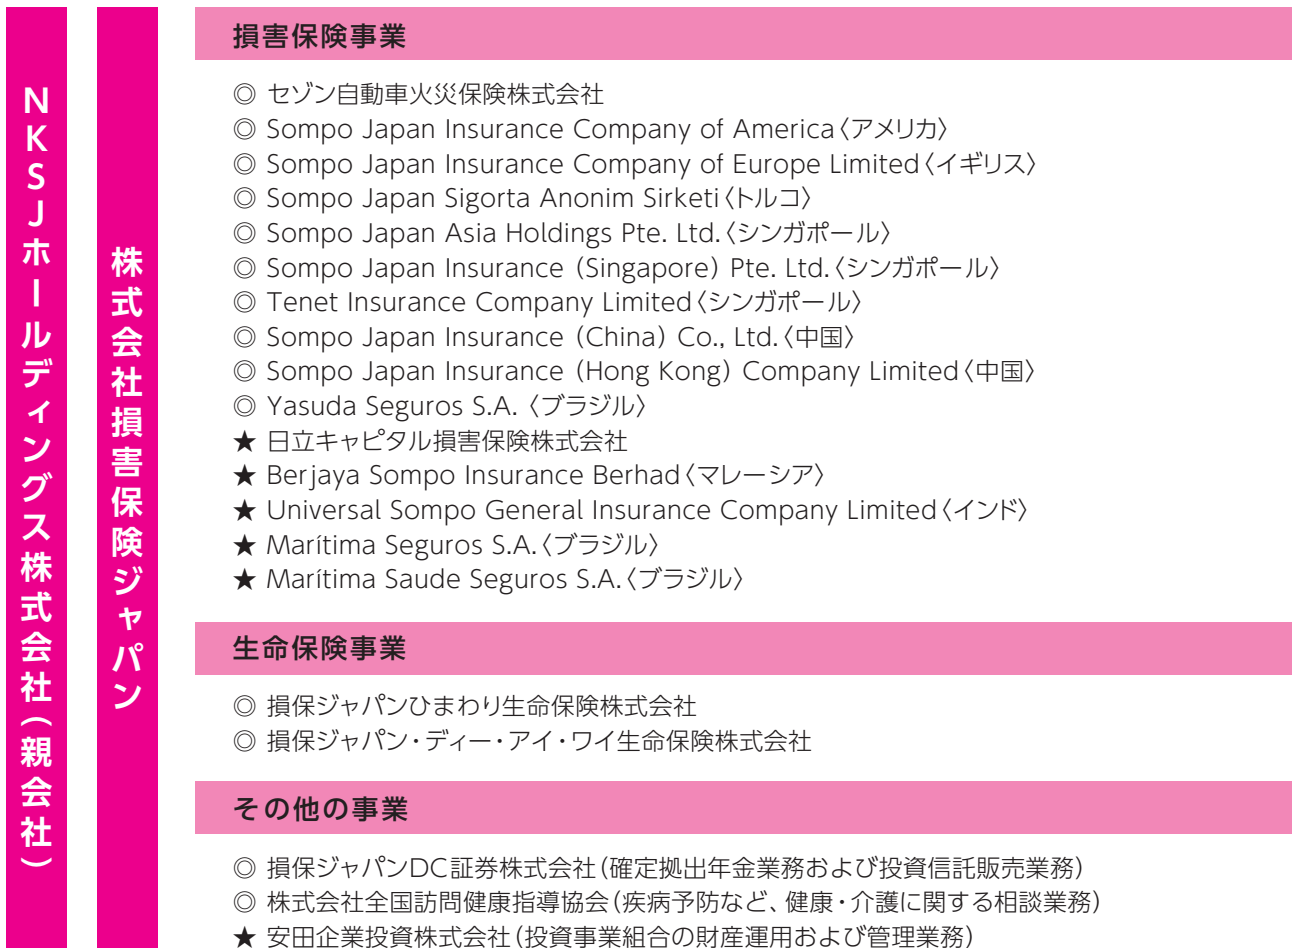 NKSJホールディングス株式会社(親会社)
株式会社損害保険ジャパン
損害保険事業
◎ セゾン自動車火災保険株式会社
◎ Sompo Japan Insurance Company of America〈アメリカ〉
◎ Sompo Japan Insurance Company of Europe Limited〈イギリス〉
◎ Sompo Japan Sigorta Anonim Sirketi〈トルコ〉
◎ Sompo Japan Asia Holdings Pte. Ltd.〈シンガポール〉
◎ Sompo Japan Insurance (Singapore) Pte. Ltd.〈シンガポール〉
◎ Tenet Insurance Company Limited〈シンガポール〉
◎ Sompo Japan Insurance (China) Co., Ltd.〈中国〉
◎ Sompo Japan Insurance (Hong Kong) Company Limited〈中国〉
◎ Yasuda Seguros S.A. 〈ブラジル〉
★ 日立キャピタル損害保険株式会社
★ Berjaya Sompo Insurance Berhad〈マレーシア〉
★ Universal Sompo General Insurance Company Limited〈インド〉
★ Marítima Seguros S.A.〈ブラジル〉
★ Marítima Saude Seguros S.A.〈ブラジル〉
生命保険事業
◎ 損保ジャパンひまわり生命保険株式会社
◎ 損保ジャパン・ディー・アイ・ワイ生命保険株式会社
その他の事業
◎ 損保ジャパンDC証券株式会社(確定拠出年金業務および投資信託販売業務)
◎ 株式会社全国訪問健康指導協会(疾病予防など、健康・介護に関する相談業務)
★ 安田企業投資株式会社(投資事業組合の財産運用および管理業務)